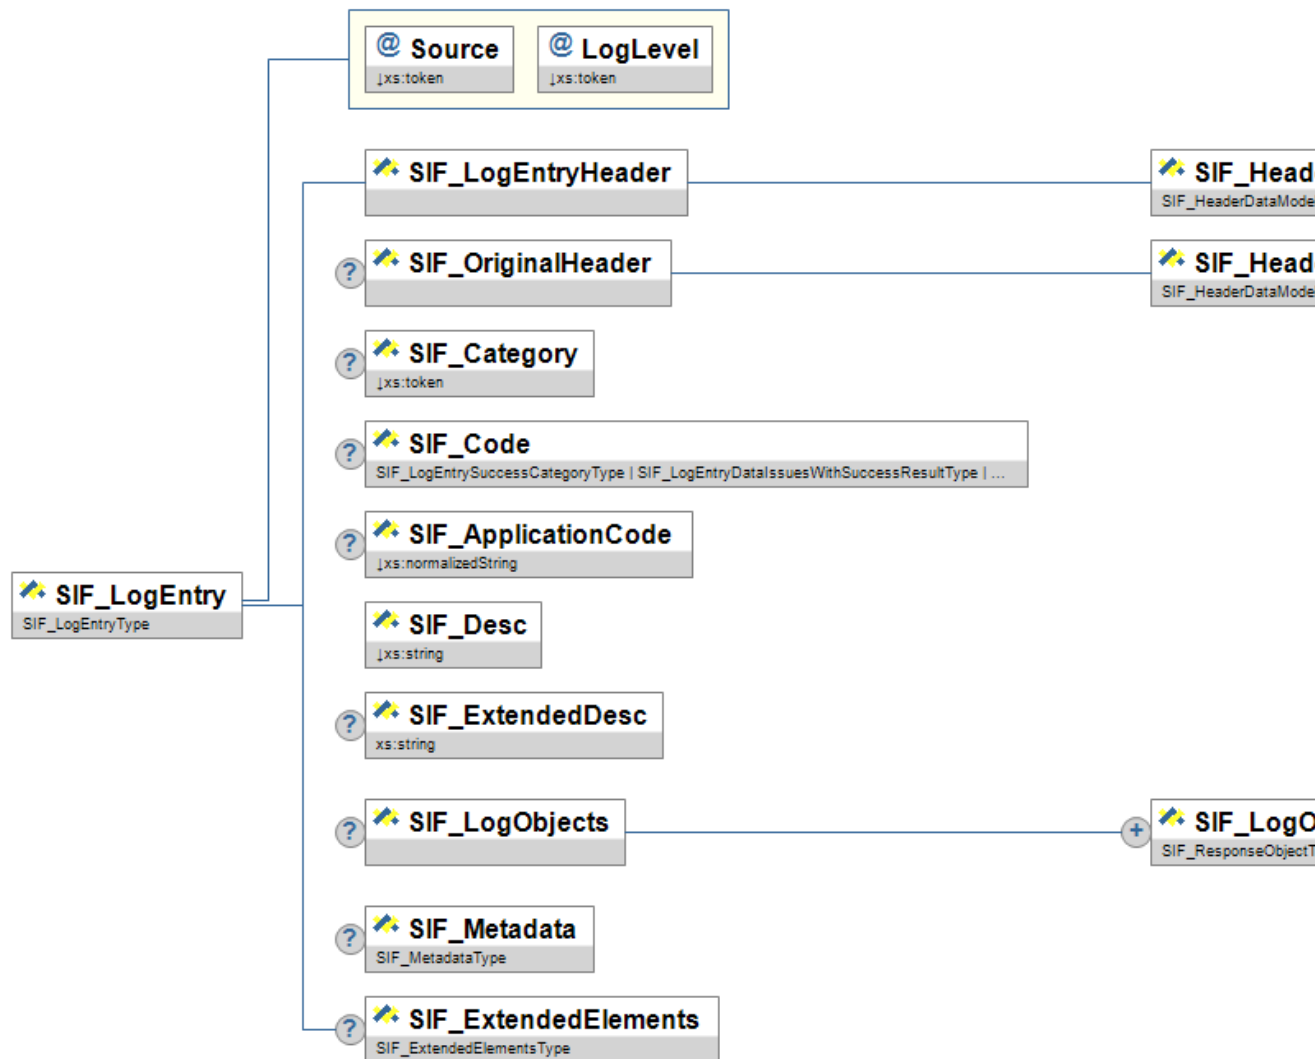 @ Source
↓xs:token
@ LogLevel
↓xs:token
SIF_LogEntryHeader
SIF_Head
SIF_HeaderDataMode
? SIF_OriginalHeader
SIF_Head
SIF_HeaderDataMode
? SIF_Category
↓xs:token
? SIF_Code
SIF_LogEntrySuccessCategoryType | SIF_LogEntryDataIssuesWithSuccessResultType | ...
? SIF_ApplicationCode
↓xs:normalizedString
SIF_LogEntry
SIF_LogEntryType
SIF_Desc
↓xs:string
? SIF_ExtendedDesc
xs:string
? SIF_LogObjects
+ SIF_LogO
SIF_ResponseObjectT
? SIF_Metadata
SIF_MetadataType
? SIF_ExtendedElements
SIF_ExtendedElementsType